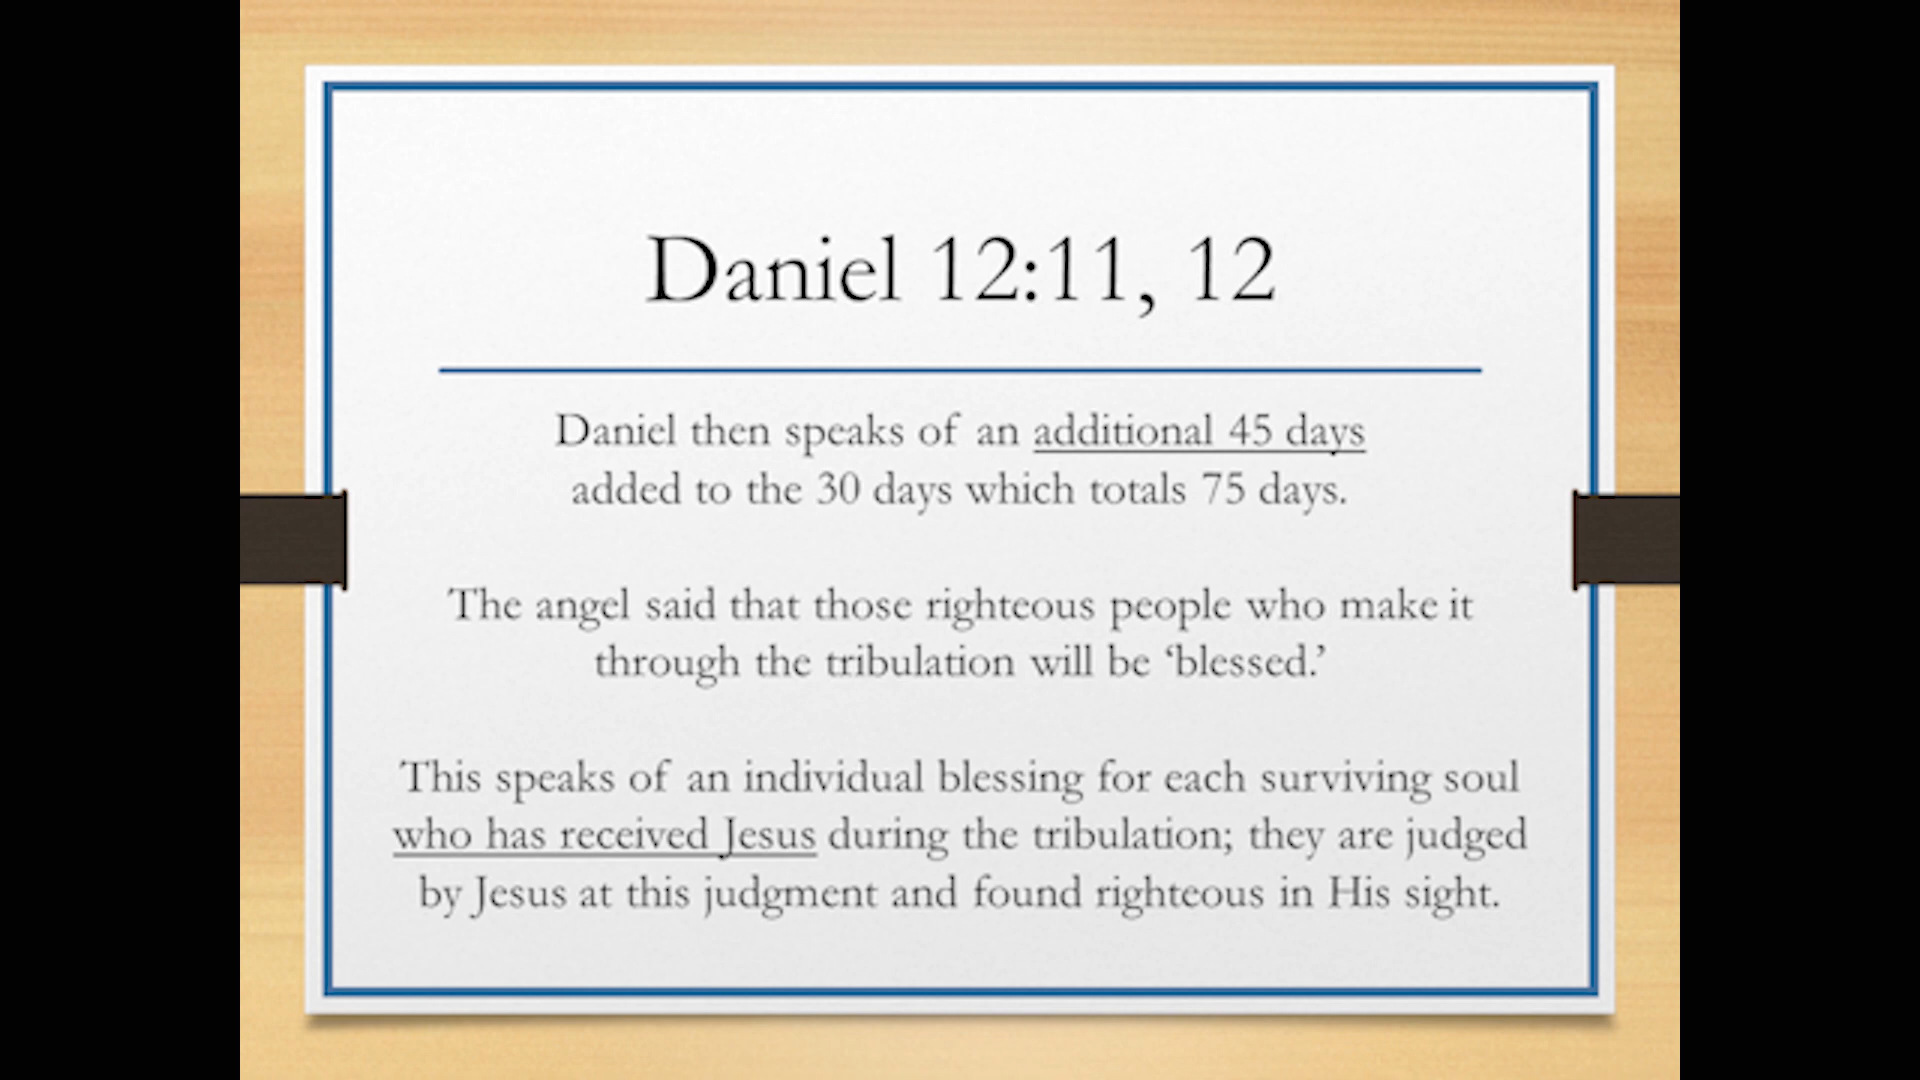 Daniel 12:11, 12
Daniel then speaks of an additional 45 days
added to the 30 days which totals 75 days.
The angel said that those righteous people who make it
through the tribulation will be ‘blessed.’
This speaks of an individual blessing for each surviving soul
who has received Jesus during the tribulation; they are judged
by Jesus at this judgment and found righteous in His sight.